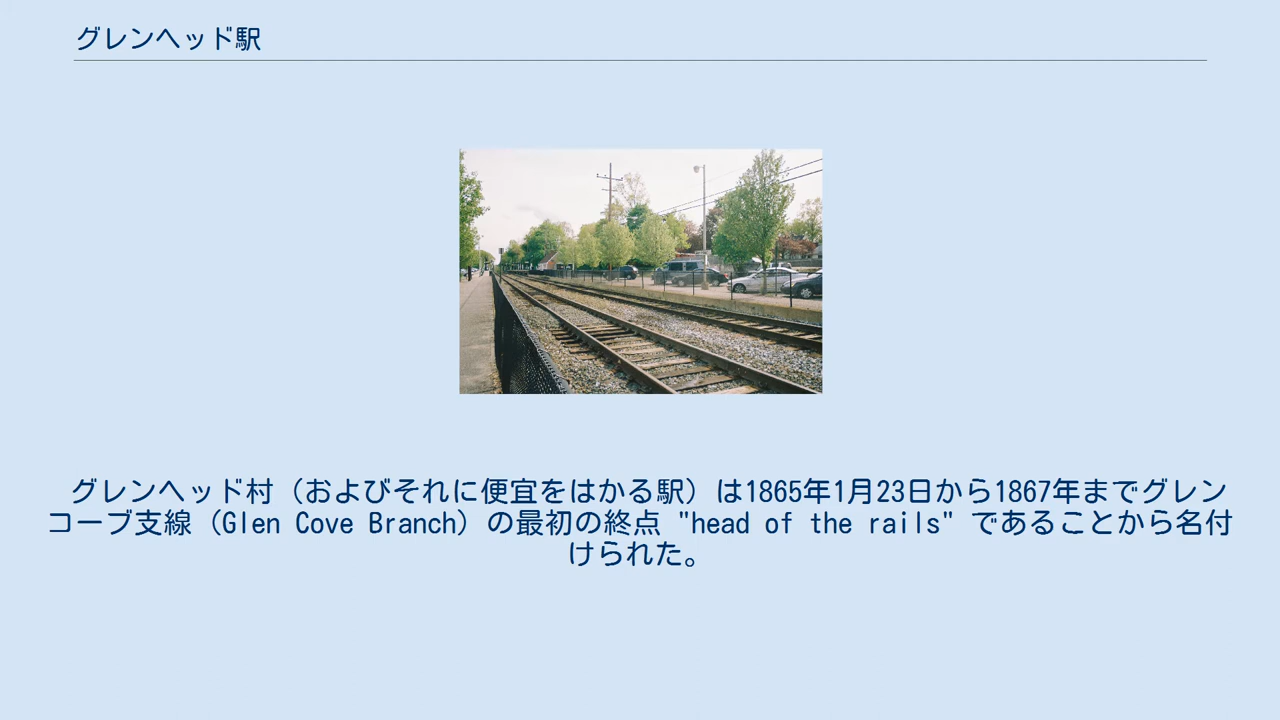 グレンヘッド駅
グレンヘッド村（およびそれに便宜をはかる駅）は1865年1月23日から1867年までグレン
コーブ支線（Glen Cove Branch）の最初の終点 "head of the rails" であることから名付
けられた。